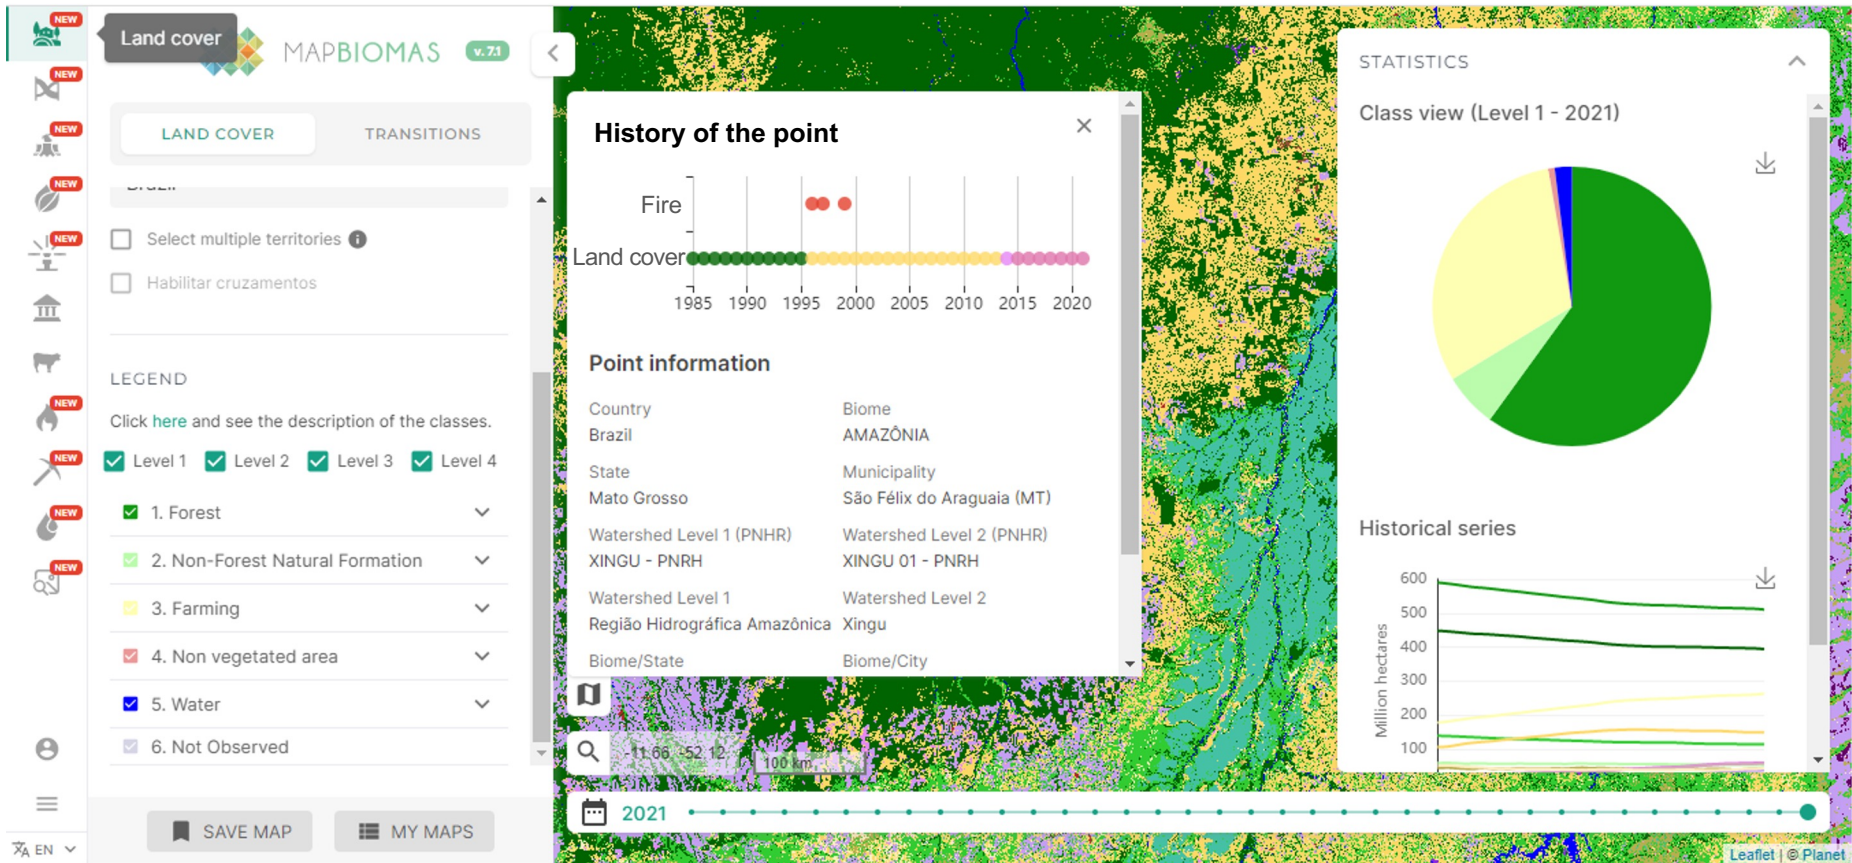 NEW
Land cover
MAPBIOMAS
v. 7.1
NEW
NEW
NEW
NEW
NEW
NEW
NEW
NEW
EN
LAND COVER
TRANSITIONS
Brazil
Select multiple territories
Habilitar cruzamentos
LEGEND
Click here and see the description of the classes.
Level 1 Level 2 Level 3 Level 4
1. Forest
2. Non-Forest Natural Formation
3. Farming
4. Non vegetated area
5. Water
6. Not Observed
SAVE MAP
MY MAPS
History of the point
Fire
Land cover
1985 1990 1995 2000 2005 2010 2015 2020
Point information
Country
Brazil
Biome
AMAZÔNIA
State
Mato Grosso
Municipality
São Félix do Araguaia (MT)
Watershed Level 1 (PNHR)
XINGU - PNRH
Watershed Level 2 (PNHR)
XINGU 01 - PNRH
Watershed Level 1
Região Hidrográfica Amazônica
Watershed Level 2
Xingu
Biome/State
Biome/City
-11.66 -52.12
100 km
2021
STATISTICS
Class view (Level 1 - 2021)
Historical series
Million hectares
600
500
400
300
200
100
Leaflet | © Planet